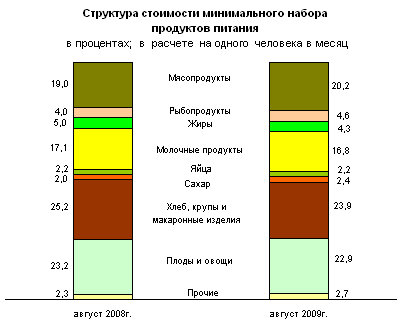 Структура стоимости минимального набора
продуктов питания
в процентах; в расчете на одного человека в месяц
19,0 Мясопродукты 20,2
4,0 Рыбопродукты 4,6
5,0 Жиры 4,3
17,1 Молочные продукты 16,8
2,2 Яйца 2,2
2,0 Сахар 2,4
25,2 Хлеб, крупы и 23,9
макаронные изделия
23,2 Плоды и овощи 22,9
2,3 Прочие 2,7
август 2008г. август 2009г.